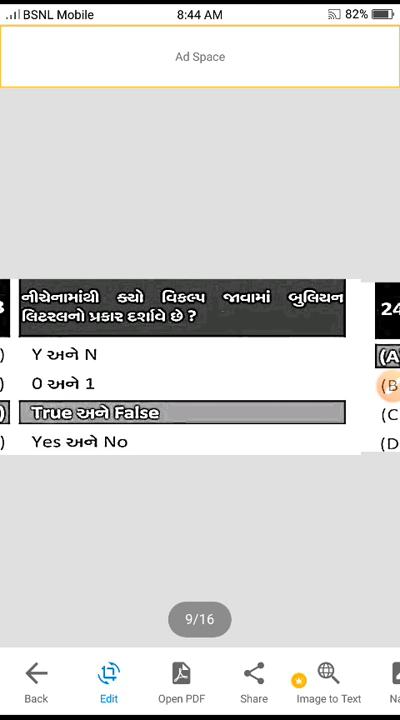 BSNL Mobile 8:44 AM 82%
Ad Space
નીચેનામાંથી ક્યો વિકલ્પ જાવામાં બુલિયન
લિટરલનો પ્રકાર દર્શાવે છે ?
24
) Y અને N
(A
) 0 અને 1
(B
) True અને False
(C
) Yes અને No
(D
9/16
Back Edit Open PDF Share Image to Text Na